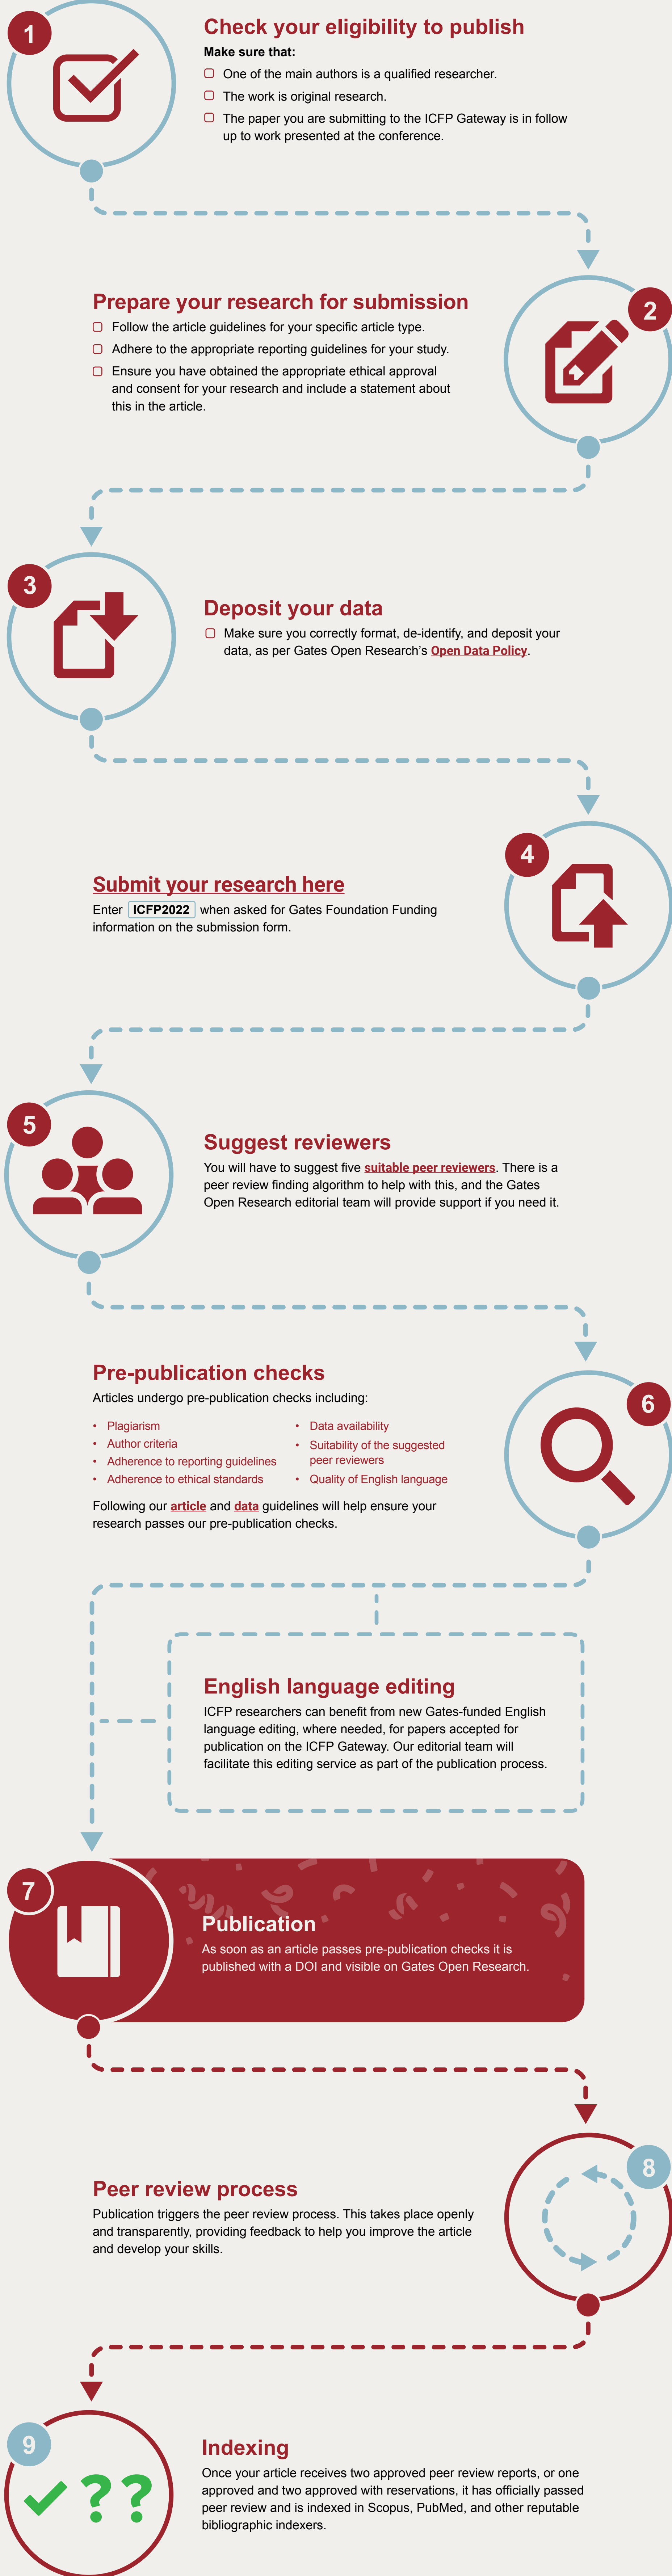 1
Check your eligibility to publish
Make sure that:
One of the main authors is a qualified researcher.
The work is original research.
The paper you are submitting to the ICFP Gateway is in follow
up to work presented at the conference.
2
Prepare your research for submission
Follow the article guidelines for your specific article type.
Adhere to the appropriate reporting guidelines for your study.
Ensure you have obtained the appropriate ethical approval
and consent for your research and include a statement about
this in the article.
3
Deposit your data
Make sure you correctly format, de-identify, and deposit your
data, as per Gates Open Research’s Open Data Policy.
4
Submit your research here
Enter ICFP2022 when asked for Gates Foundation Funding
information on the submission form.
5
Suggest reviewers
You will have to suggest five suitable peer reviewers. There is a
peer review finding algorithm to help with this, and the Gates
Open Research editorial team will provide support if you need it.
6
Pre-publication checks
Articles undergo pre-publication checks including:
• Plagiarism
• Author criteria
• Adherence to reporting guidelines
• Adherence to ethical standards
• Data availability
• Suitability of the suggested
peer reviewers
• Quality of English language
Following our article and data guidelines will help ensure your
research passes our pre-publication checks.
English language editing
ICFP researchers can benefit from new Gates-funded English
language editing, where needed, for papers accepted for
publication on the ICFP Gateway. Our editorial team will
facilitate this editing service as part of the publication process.
7
Publication
As soon as an article passes pre-publication checks it is
published with a DOI and visible on Gates Open Research.
8
Peer review process
Publication triggers the peer review process. This takes place openly
and transparently, providing feedback to help you improve the article
and develop your skills.
9
??
Indexing
Once your article receives two approved peer review reports, or one
approved and two approved with reservations, it has officially passed
peer review and is indexed in Scopus, PubMed, and other reputable
bibliographic indexers.